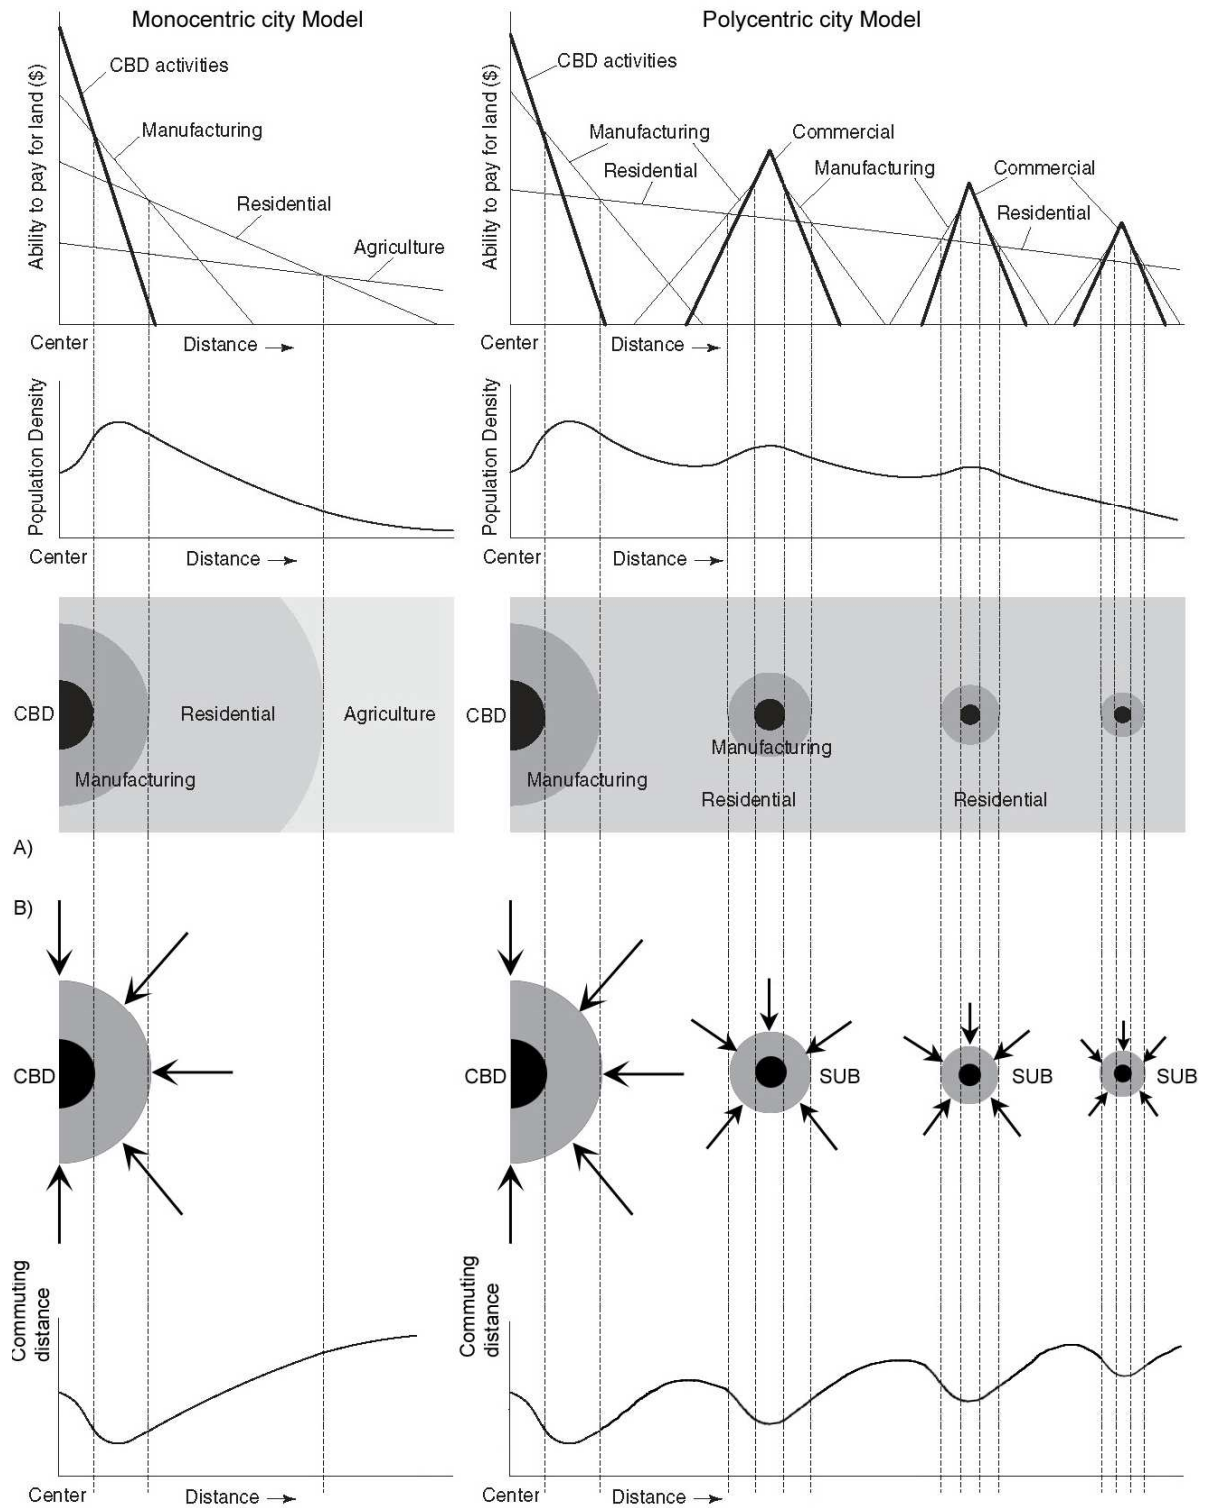 Monocentric city Model
Polycentric city Model
Ability to pay for land ($)
CBD activities
Manufacturing
Residential
Agriculture
Center
Distance
Ability to pay for land ($)
CBD activities
Manufacturing
Residential
Commercial
Manufacturing
Commercial
Residential
Center
Distance
Population Density
Center
Distance
Population Density
Center
Distance
CBD
Residential
Agriculture
Manufacturing
CBD
Manufacturing
Manufacturing
Residential
Residential
A)
B)
CBD
CBD
SUB
SUB
SUB
Commuting
distance
Center
Distance
Commuting
distance
Center
Distance